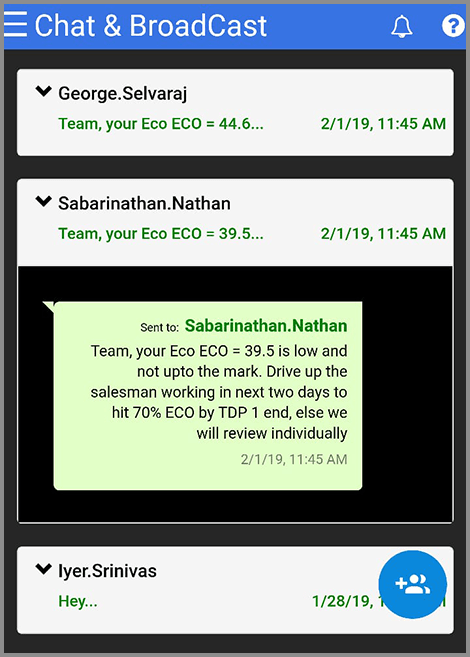 Chat & BroadCast
?
George.Selvaraj
Team, your Eco ECO = 44.6... 2/1/19, 11:45 AM
Sabarinathan.Nathan
Team, your Eco ECO = 39.5... 2/1/19, 11:45 AM
Sent to: Sabarinathan.Nathan
Team, your Eco ECO = 39.5 is low and
not upto the mark. Drive up the
salesman working in next two days to
hit 70% ECO by TDP 1 end, else we
will review individually
2/1/19, 11:45 AM
Iyer.Srinivas
Hey... 1/28/19,